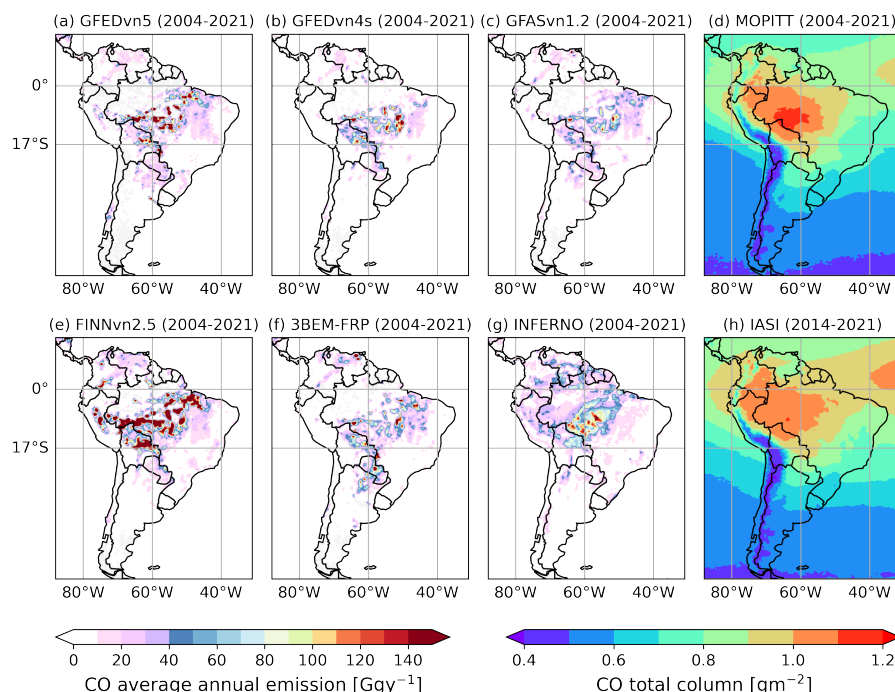 (a) GFEDvn5 (2004-2021)
(b) GFEDvn4s (2004-2021)
(c) GFASvn1.2 (2004-2021)
(d) MOPITT (2004-2021)
0°
17°S
80°W 60°W 40°W
80°W 60°W 40°W
80°W 60°W 40°W
80°W 60°W 40°W
(e) FINNvn2.5 (2004-2021)
(f) 3BEM-FRP (2004-2021)
(g) INFERNO (2004-2021)
(h) IASI (2014-2021)
0°
17°S
80°W 60°W 40°W
80°W 60°W 40°W
80°W 60°W 40°W
80°W 60°W 40°W
0 20 40 60 80 100 120 140
CO average annual emission [Ggy⁻¹]
0.4 0.6 0.8 1.0 1.2
CO total column [gm⁻²]